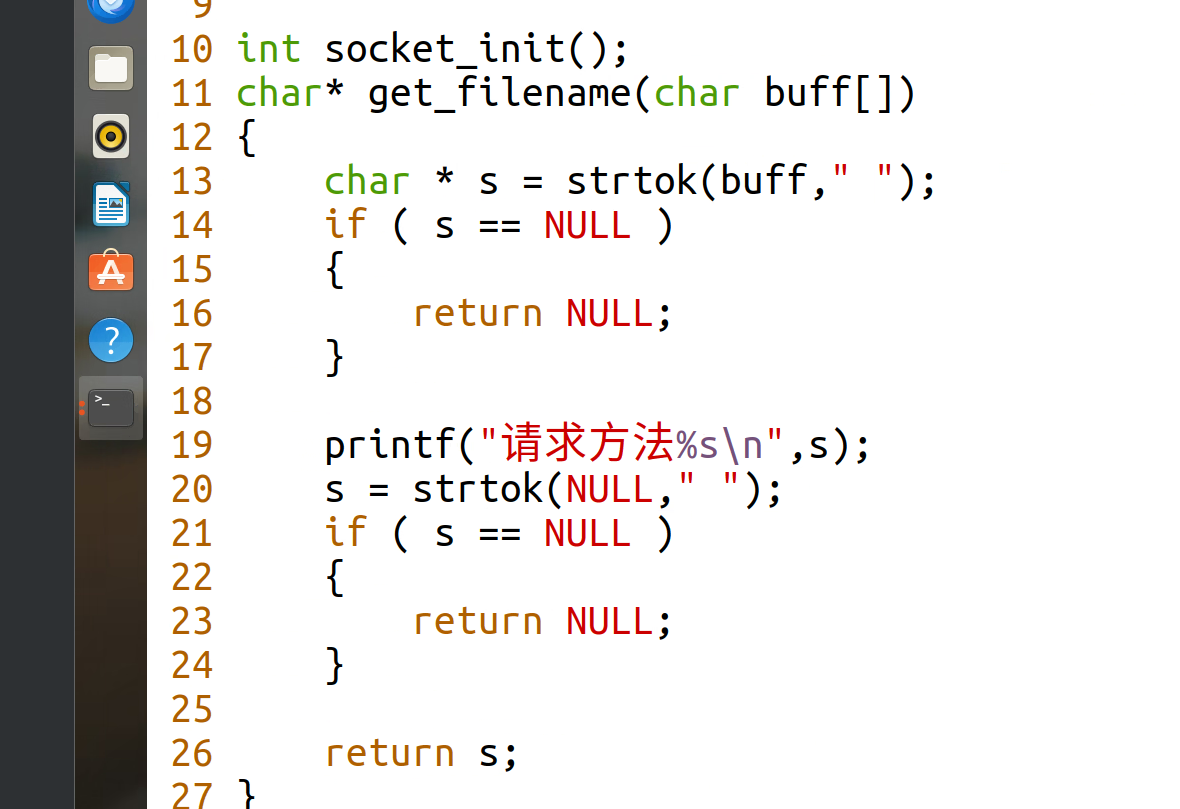 9
10 int socket_init();
11 char* get_filename(char buff[])
12 {
13     char * s = strtok(buff," ");
14     if ( s == NULL )
15     {
16         return NULL;
17     }
18
19     printf("请求方法%s\n",s);
20     s = strtok(NULL," ");
21     if ( s == NULL )
22     {
23         return NULL;
24     }
25
26     return s;
27 }